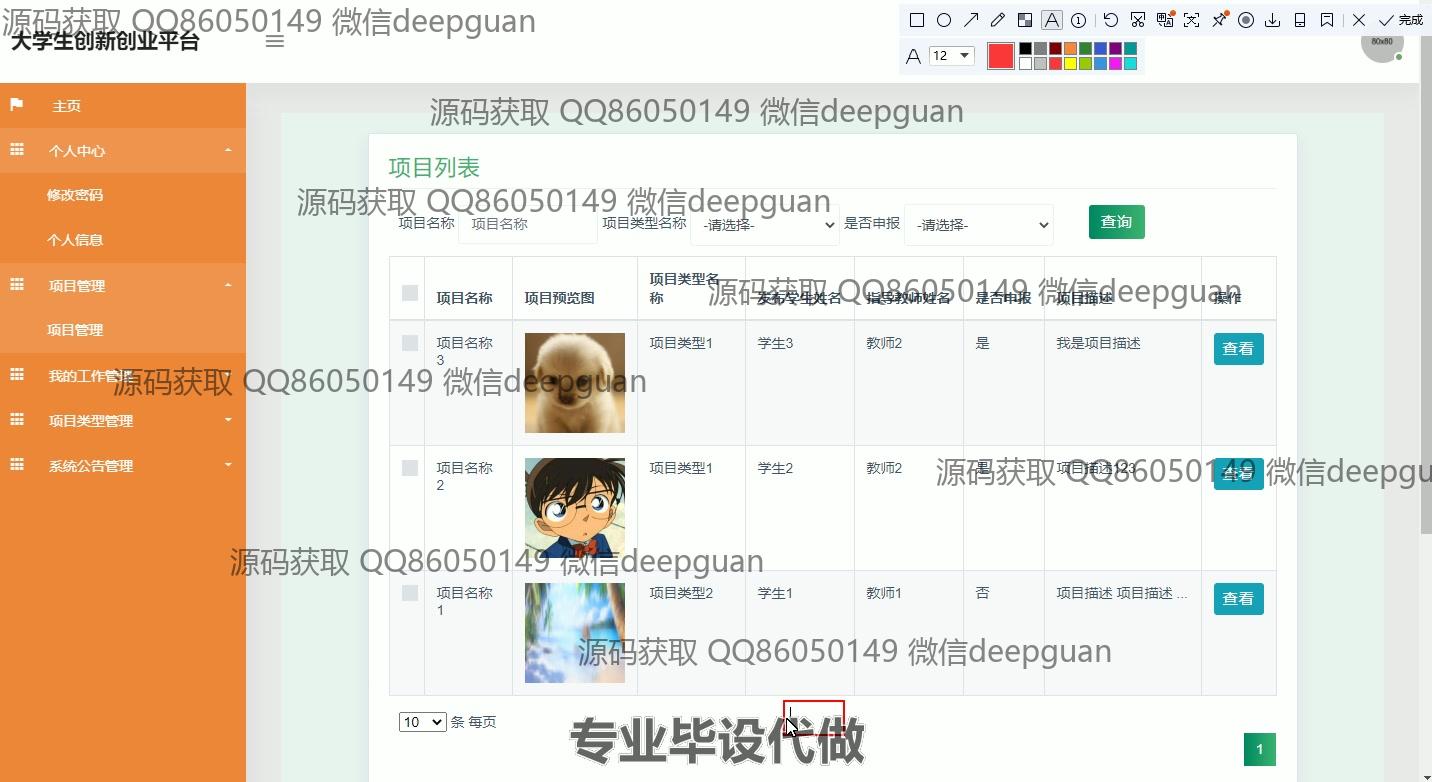 源码获取 QQ86050149 微信deepguan
大学生创新创业平台
完成
12
80x80
主页
个人中心
修改密码
个人信息
项目管理
项目管理
我的工作管理
项目类型管理
系统公告管理
源码获取 QQ86050149 微信deepguan
项目列表
源码获取 QQ86050149 微信deepguan
项目名称 项目名称 项目类型名称 -请选择- 是否申报 -请选择- 查询
源码获取 QQ86050149 微信deepguan
项目名称 项目预览图 项目类型名称 发布学生姓名 指导教师姓名 是否申报 项目描述 操作
项目名称3 项目类型1 学生3 教师2 是 我是项目描述 查看
源码获取 QQ86050149 微信deepguan
项目名称2 项目类型1 学生2 教师2 是 项目描述123 查看
源码获取 QQ86050149 微信deepgu
源码获取 QQ86050149 微信deepguan
项目名称1 项目类型2 学生1 教师1 否 项目描述 项目描述 ... 查看
源码获取 QQ86050149 微信deepguan
10 条 每页
专业毕设代做
1